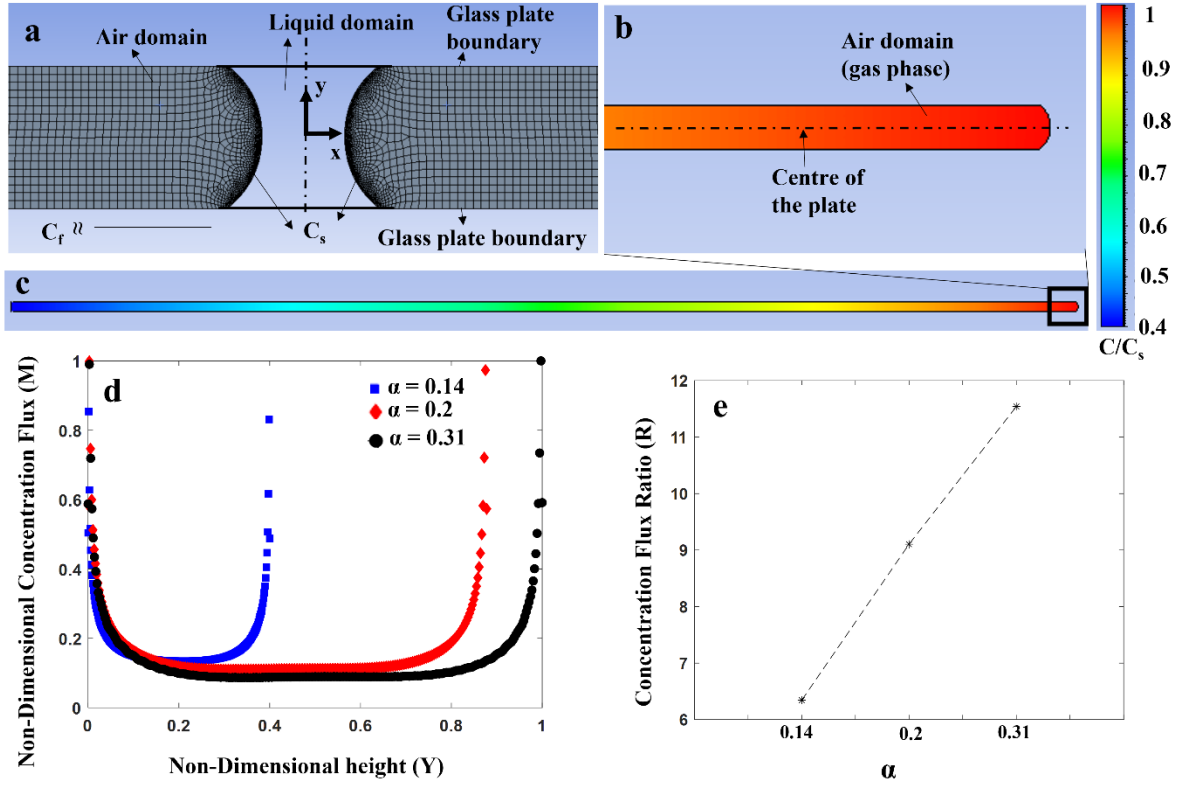 a
Air domain
Liquid domain
Glass plate
boundary
y
x
C_f ≈
C_s
Glass plate boundary
b
Air domain
(gas phase)
Centre of
the plate
1
0.9
0.8
0.7
0.6
0.5
0.4
C/C_s
c
d
Non-Dimensional Concentration Flux (M)
1
0.8
0.6
0.4
0.2
0
α = 0.14
α = 0.2
α = 0.31
0 0.2 0.4 0.6 0.8 1
Non-Dimensional height (Y)
e
Concentration Flux Ratio (R)
12
11
10
9
8
7
6
0.14 0.2 0.31
α